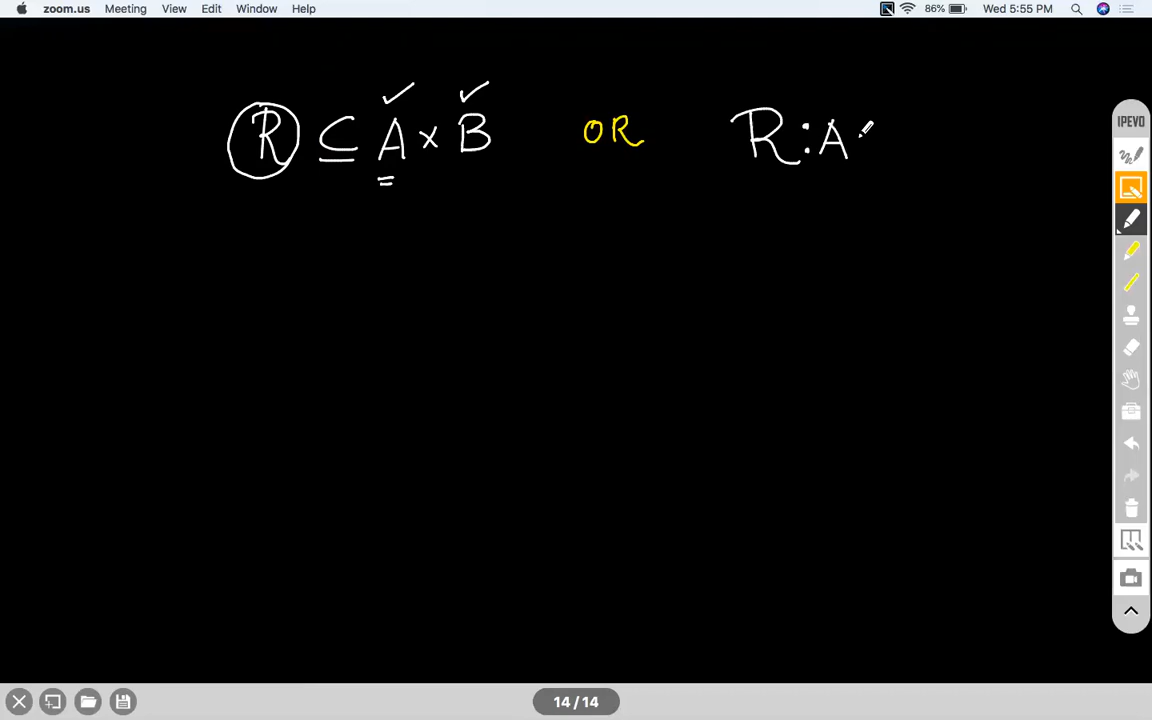 zoom.us Meeting View Edit Window Help 86% Wed 5:55 PM
R ⊆ A × B OR R : A
IPEVO
14 / 14